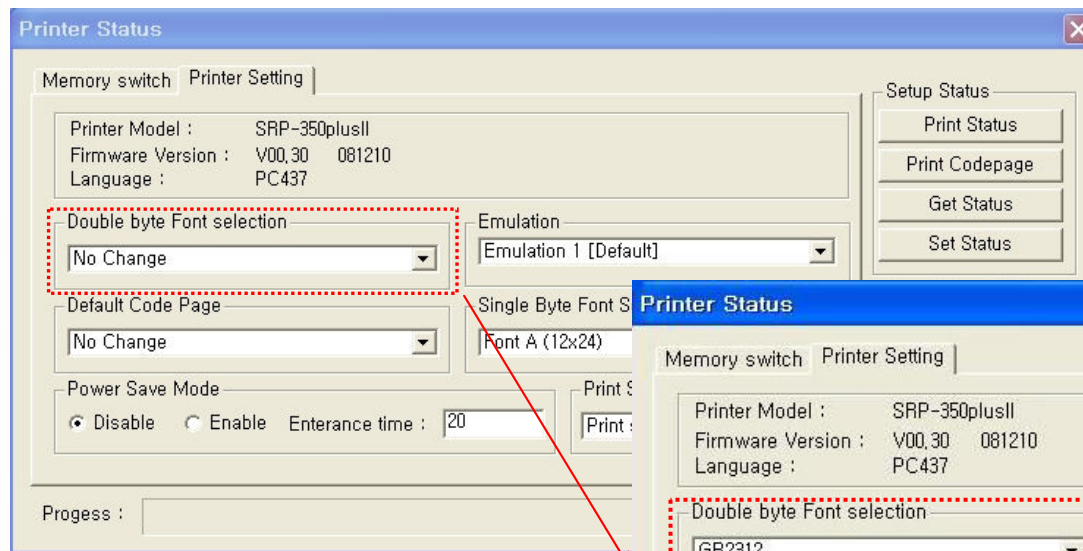 Printer Status
Memory switch Printer Setting
Setup Status
Printer Model : SRP-350plusII
Firmware Version : V00,30 081210
Language : PC437
Print Status
Print Codepage
Get Status
Set Status
Double byte Font selection
No Change
Emulation
Emulation 1 [Default]
Default Code Page
No Change
Single Byte Font S
Font A (12x24)
Power Save Mode
Disable Enable Enterance time : 20
Print S
Print s
Progess :
Printer Status
Memory switch Printer Setting
Printer Model : SRP-350plusII
Firmware Version : V00,30 081210
Language : PC437
Double byte Font selection
GB2312